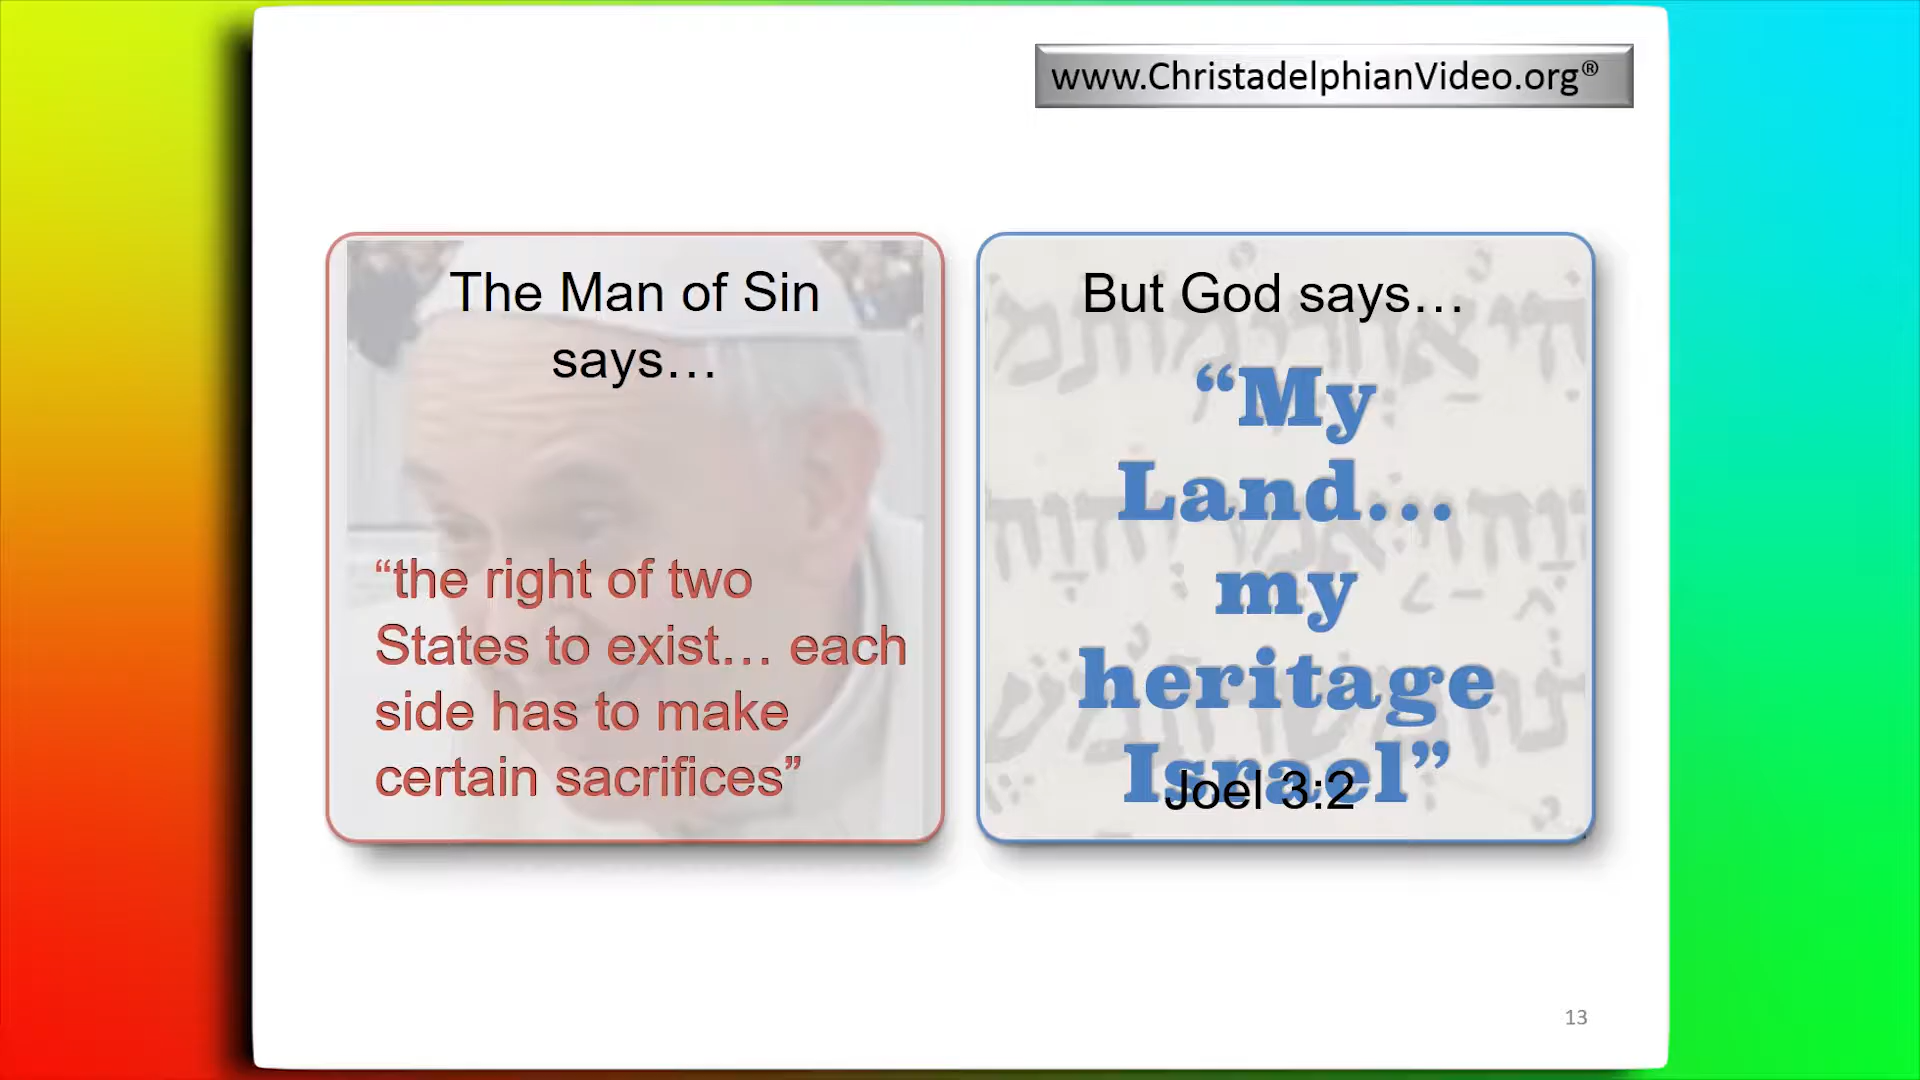 www.ChristadelphianVideo.org®
The Man of Sin
says…
“the right of two
States to exist… each
side has to make
certain sacrifices”
But God says…
“My
Land…
my
heritage
Israel”
Joel 3:2
13